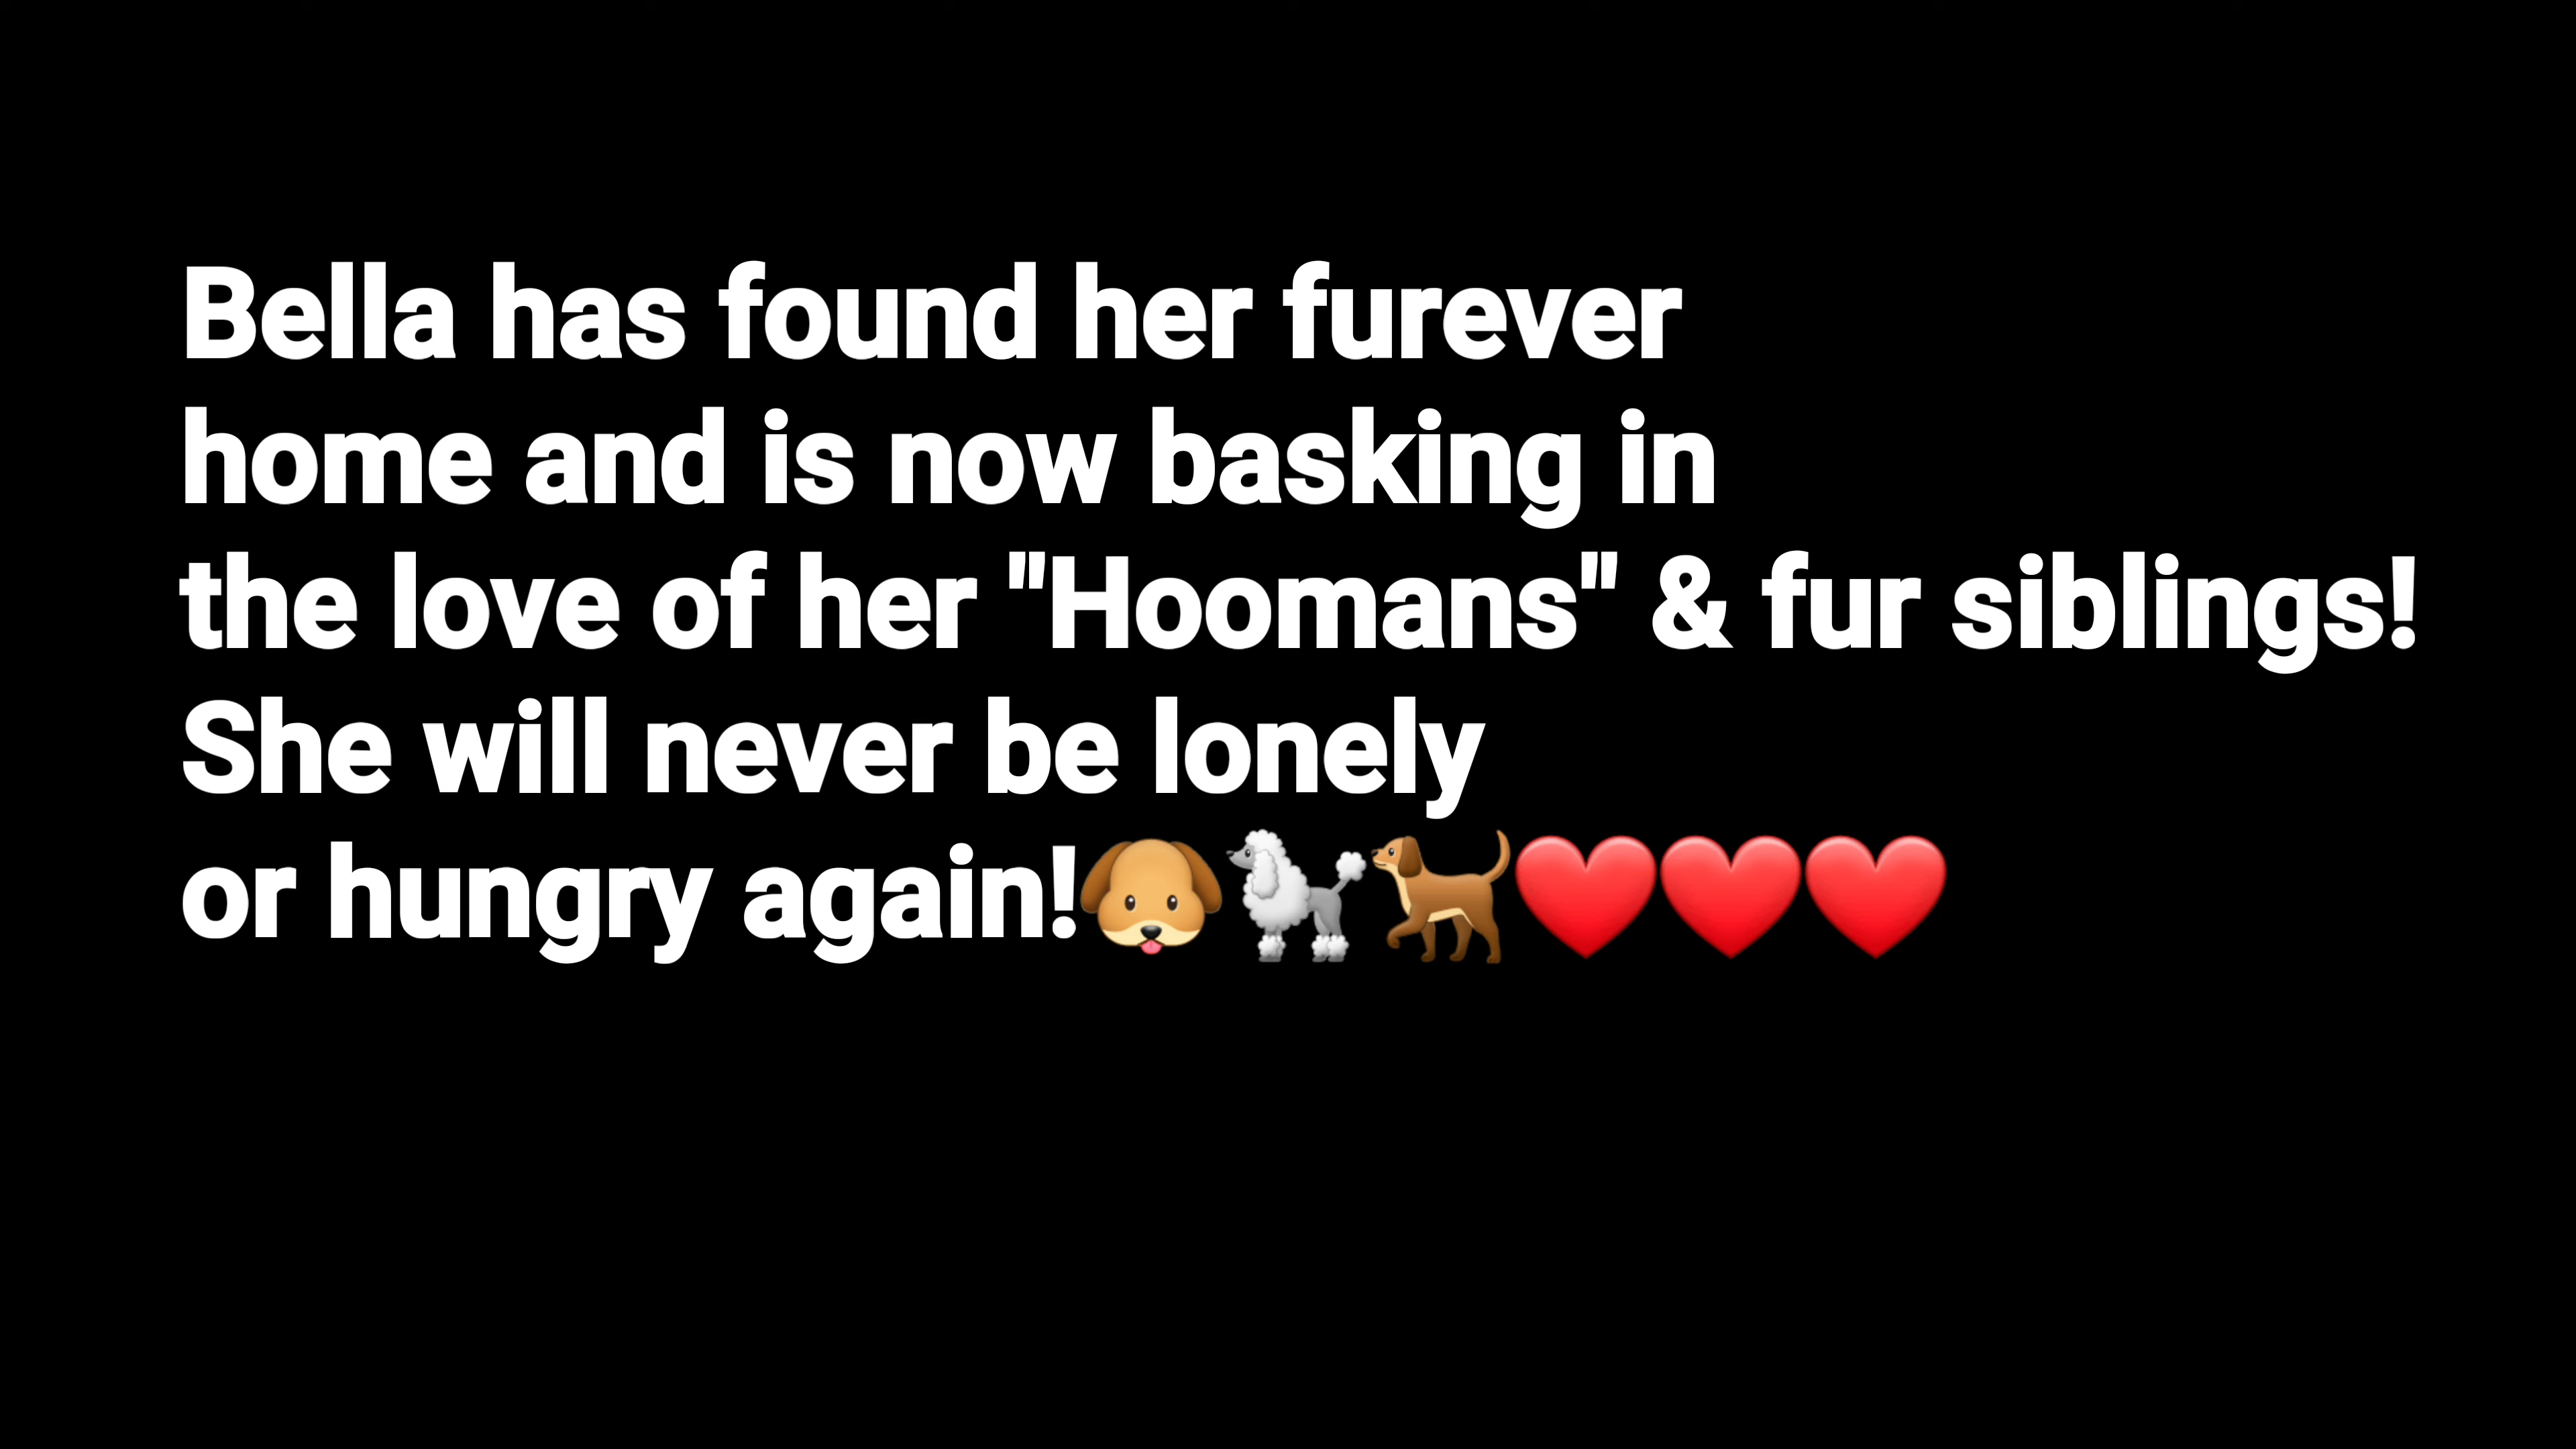 Bella has found her furever
home and is now basking in
the love of her "Hoomans" & fur siblings!
She will never be lonely
or hungry again!🐶🐩🐕❤️❤️❤️